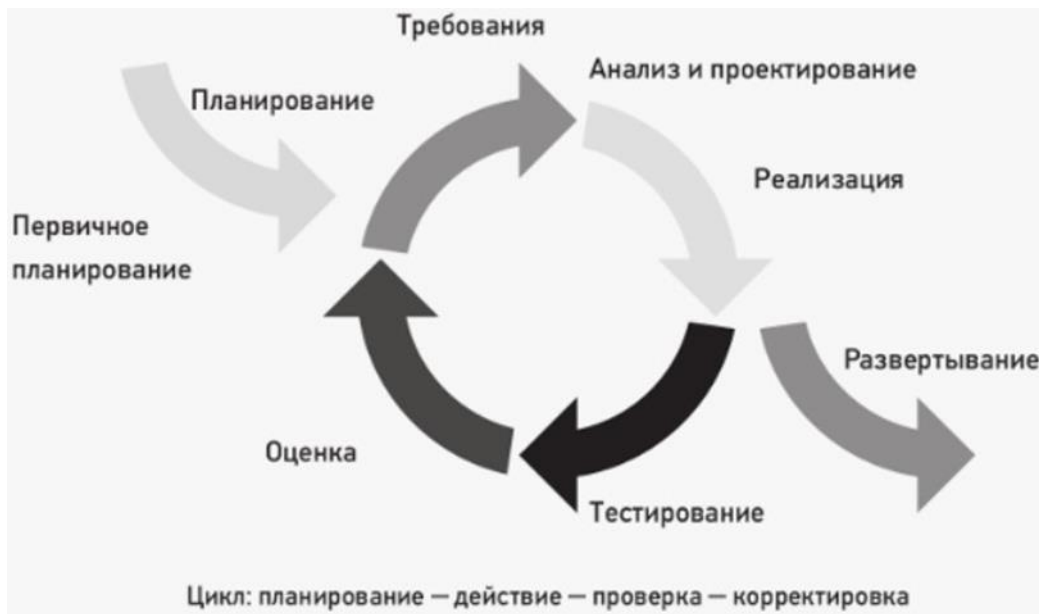 Требования
Анализ и проектирование
Планирование
Реализация
Первичное
планирование
Развертывание
Оценка
Тестирование
Цикл: планирование — действие — проверка — корректировка